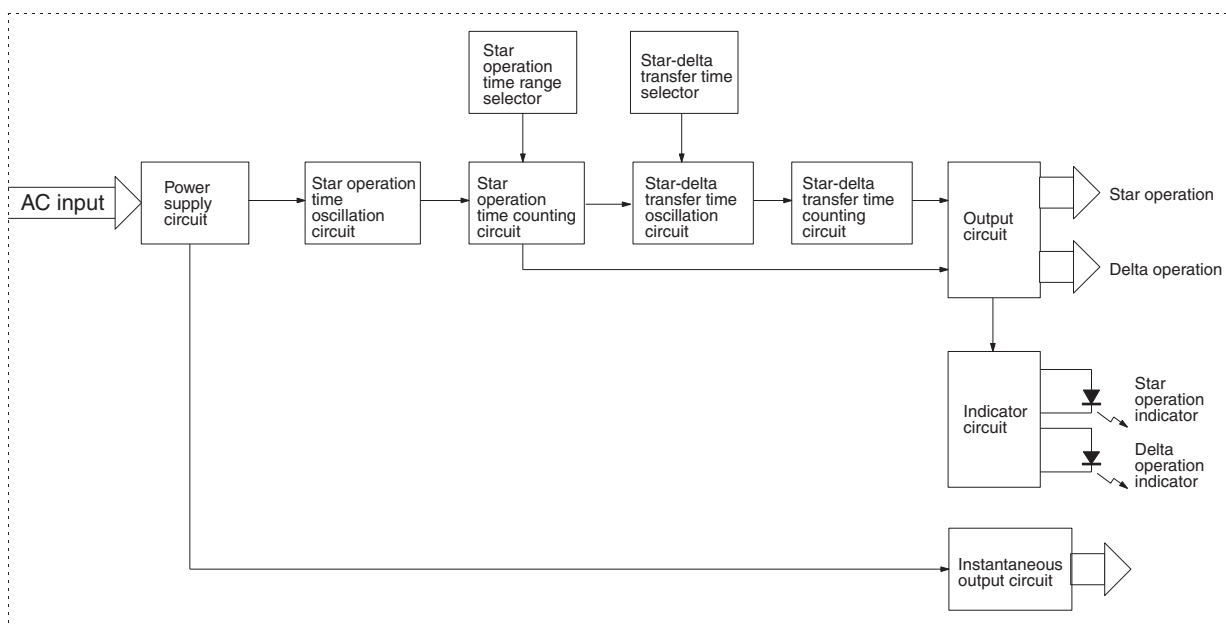 Star
operation
time range
selector
Star-delta
transfer time
selector
AC input
Power
supply
circuit
Star operation
time
oscillation
circuit
Star
operation
time counting
circuit
Star-delta
transfer time
oscillation
circuit
Star-delta
transfer time
counting
circuit
Output
circuit
Star operation
Delta operation
Indicator
circuit
Star
operation
indicator
Delta
operation
indicator
Instantaneous
output circuit